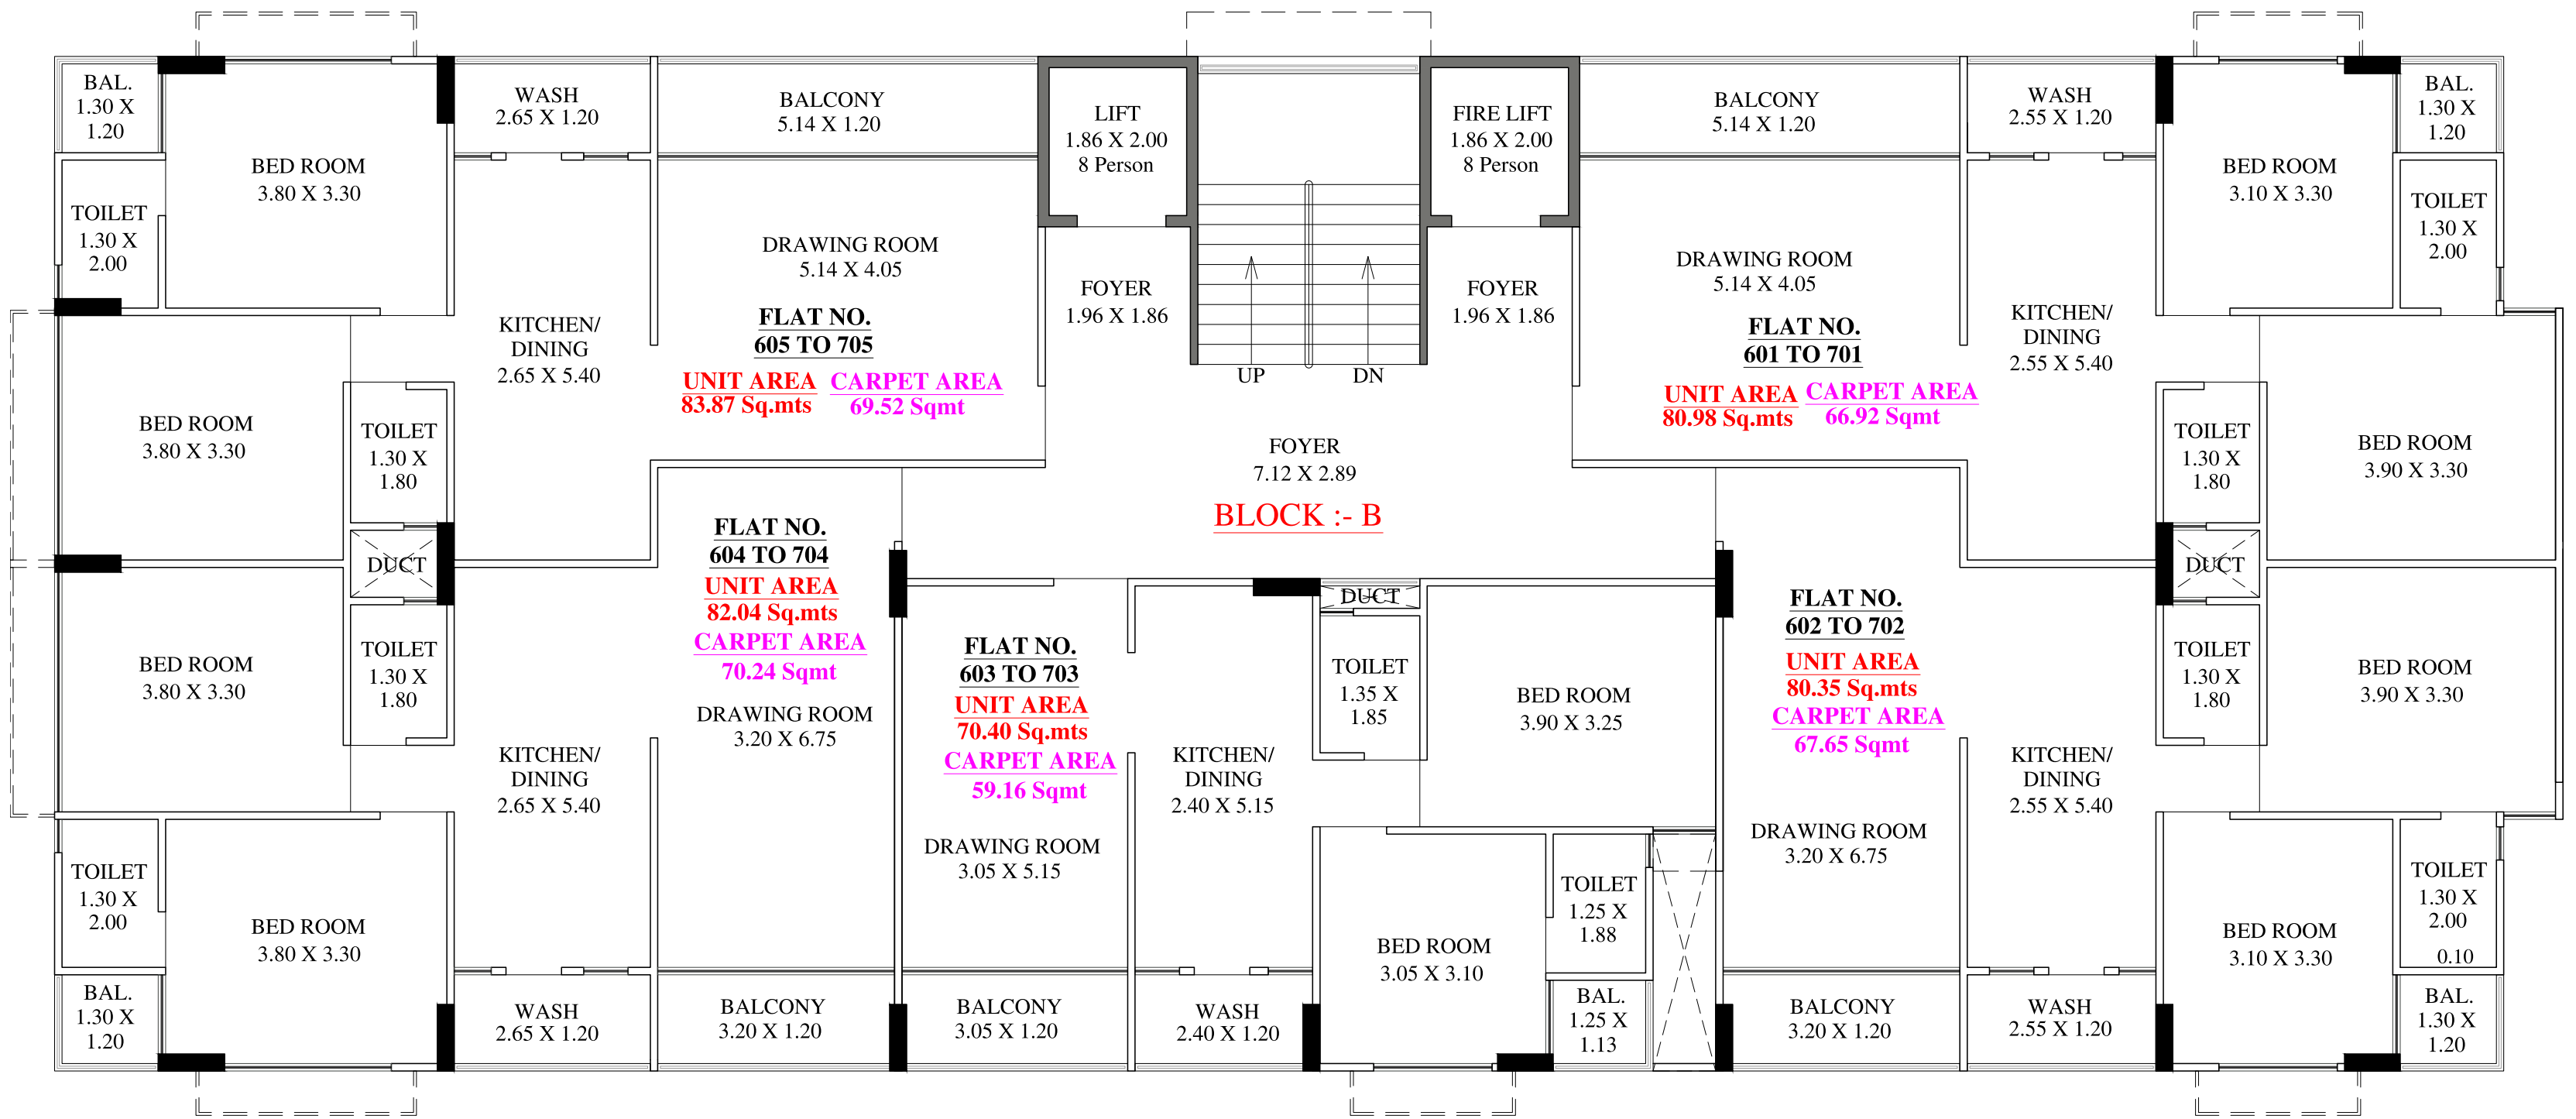 BAL.
1.30 X
1.20
WASH
2.65 X 1.20
BALCONY
5.14 X 1.20
LIFT
1.86 X 2.00
8 Person
FIRE LIFT
1.86 X 2.00
8 Person
BALCONY
5.14 X 1.20
WASH
2.55 X 1.20
BAL.
1.30 X
1.20
BED ROOM
3.80 X 3.30
BED ROOM
3.10 X 3.30
TOILET
1.30 X
2.00
TOILET
1.30 X
2.00
DRAWING ROOM
5.14 X 4.05
DRAWING ROOM
5.14 X 4.05
FOYER
1.96 X 1.86
FOYER
1.96 X 1.86
KITCHEN/
DINING
2.65 X 5.40
FLAT NO.
605 TO 705
UNIT AREA
83.87 Sq.mts
CARPET AREA
69.52 Sqmt
UP
DN
FLAT NO.
601 TO 701
UNIT AREA
80.98 Sq.mts
CARPET AREA
66.92 Sqmt
KITCHEN/
DINING
2.55 X 5.40
BED ROOM
3.80 X 3.30
TOILET
1.30 X
1.80
FOYER
7.12 X 2.89
BLOCK :- B
TOILET
1.30 X
1.80
BED ROOM
3.90 X 3.30
DUCT
FLAT NO.
604 TO 704
UNIT AREA
82.04 Sq.mts
CARPET AREA
70.24 Sqmt
DRAWING ROOM
3.20 X 6.75
DUCT
DUCT
BED ROOM
3.80 X 3.30
TOILET
1.30 X
1.80
FLAT NO.
603 TO 703
UNIT AREA
70.40 Sq.mts
CARPET AREA
59.16 Sqmt
TOILET
1.35 X
1.85
BED ROOM
3.90 X 3.25
FLAT NO.
602 TO 702
UNIT AREA
80.35 Sq.mts
CARPET AREA
67.65 Sqmt
TOILET
1.30 X
1.80
BED ROOM
3.90 X 3.30
KITCHEN/
DINING
2.65 X 5.40
KITCHEN/
DINING
2.40 X 5.15
KITCHEN/
DINING
2.55 X 5.40
DRAWING ROOM
3.05 X 5.15
DRAWING ROOM
3.20 X 6.75
TOILET
1.30 X
2.00
BED ROOM
3.80 X 3.30
BED ROOM
3.05 X 3.10
TOILET
1.25 X
1.88
BED ROOM
3.10 X 3.30
TOILET
1.30 X
2.00
0.10
BAL.
1.30 X
1.20
WASH
2.65 X 1.20
BALCONY
3.20 X 1.20
BALCONY
3.05 X 1.20
WASH
2.40 X 1.20
BAL.
1.25 X
1.13
BALCONY
3.20 X 1.20
WASH
2.55 X 1.20
BAL.
1.30 X
1.20